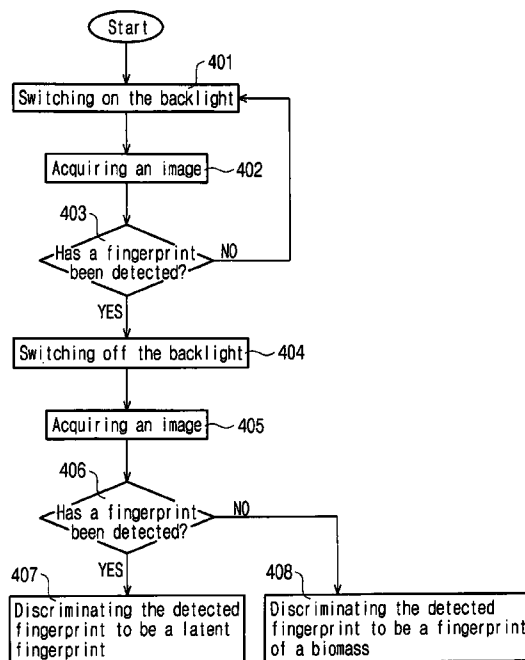 Start
401
Switching on the backlight
Acquiring an image
402
403
Has a fingerprint
been detected?
NO
YES
Switching off the backlight
404
Acquiring an image
405
406
Has a fingerprint
been detected?
NO
YES
407
Discriminating the detected
fingerprint to be a latent
fingerprint
408
Discriminating the detected
fingerprint to be a fingerprint
of a biomass